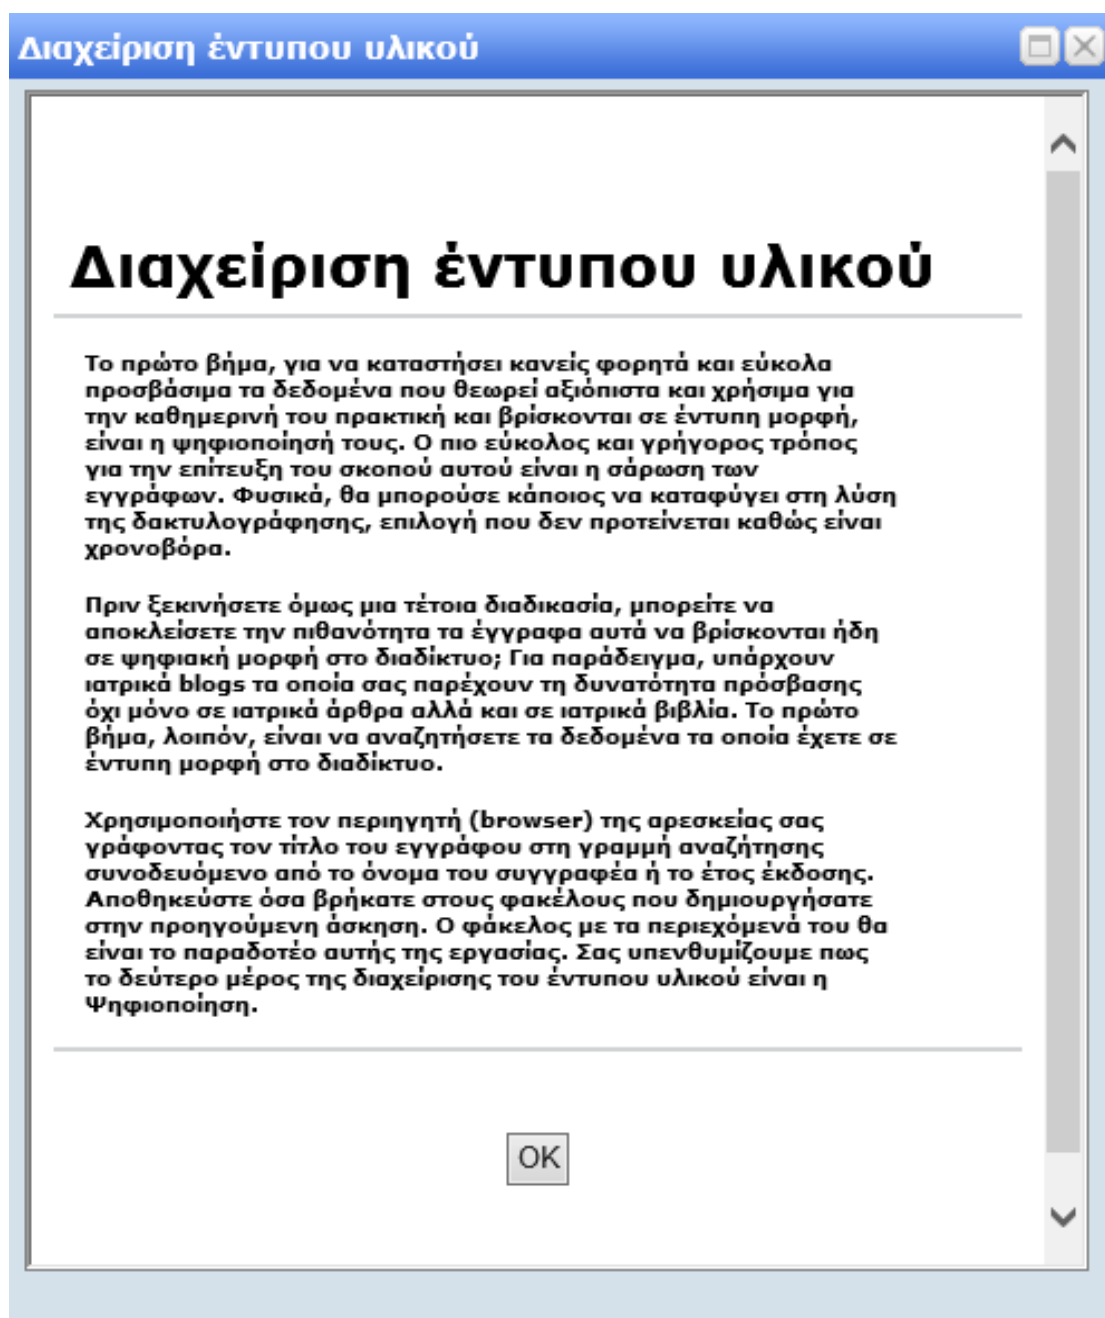 Διαχείριση έντυπου υλικού
Διαχείριση έντυπου υλικού
Το πρώτο βήμα, για να καταστήσει κανείς φορητά και εύκολα
προσβάσιμα τα δεδομένα που θεωρεί αξιόπιστα και χρήσιμα για
την καθημερινή του πρακτική και βρίσκονται σε έντυπη μορφή,
είναι η ψηφιοποίησή τους. Ο πιο εύκολος και γρήγορος τρόπος
για την επίτευξη του σκοπού αυτού είναι η σάρωση των
εγγράφων. Φυσικά, θα μπορούσε κάποιος να καταφύγει στη λύση
της δακτυλογράφησης, επιλογή που δεν προτείνεται καθώς είναι
χρονοβόρα.
Πριν ξεκινήσετε όμως μια τέτοια διαδικασία, μπορείτε να
αποκλείσετε την πιθανότητα τα έγγραφα αυτά να βρίσκονται ήδη
σε ψηφιακή μορφή στο διαδίκτυο; Για παράδειγμα, υπάρχουν
ιατρικά blogs τα οποία σας παρέχουν τη δυνατότητα πρόσβασης
όχι μόνο σε ιατρικά άρθρα αλλά και σε ιατρικά βιβλία. Το πρώτο
βήμα, λοιπόν, είναι να αναζητήσετε τα δεδομένα τα οποία έχετε σε
έντυπη μορφή στο διαδίκτυο.
Χρησιμοποιήστε τον περιηγητή (browser) της αρεσκείας σας
γράφοντας τον τίτλο του εγγράφου στη γραμμή αναζήτησης
συνοδευόμενο από το όνομα του συγγραφέα ή το έτος έκδοσης.
Αποθηκεύστε όσα βρήκατε στους φακέλους που δημιουργήσατε
στην προηγούμενη άσκηση. Ο φάκελος με τα περιεχόμενά του θα
είναι το παραδοτέο αυτής της εργασίας. Σας υπενθυμίζουμε πως
το δεύτερο μέρος της διαχείρισης του έντυπου υλικού είναι η
Ψηφιοποίηση.
OK